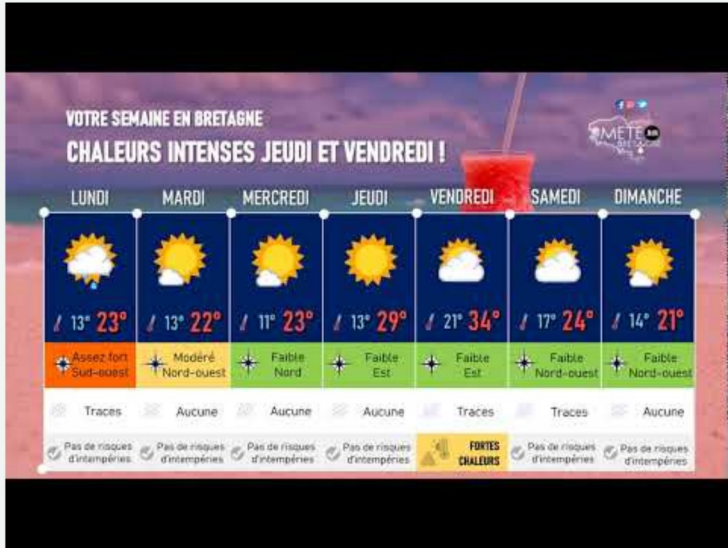 VOTRE SEMAINE EN BRETAGNE
CHALEURS INTENSES JEUDI ET VENDREDI !
METEO
BRETAGNE
LUNDI MARDI MERCREDI JEUDI VENDREDI SAMEDI DIMANCHE
13° 23° 13° 22° 11° 23° 13° 29° 21° 34° 17° 24° 14° 21°
Assez fort Modéré Faible Faible Faible Faible Faible
Sud-ouest Nord-ouest Nord Est Est Nord-ouest Nord-ouest
Traces Aucune Aucune Aucune Traces Traces Aucune
Pas de risques Pas de risques Pas de risques Pas de risques FORTES Pas de risques Pas de risques
d'intempéries d'intempéries d'intempéries d'intempéries CHALEURS d'intempéries d'intempéries